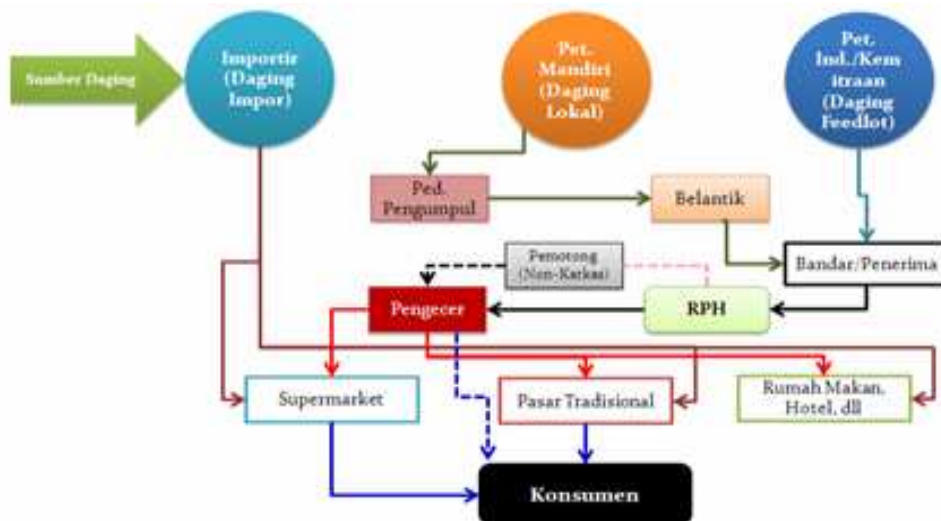 Sumber Daging
Importir
(Daging
Impor)
Pet.
Mandiri
(Daging
Lokal)
Pet.
Ind./Kem
itraan
(Daging
Feedlot)
Ped.
Pengumpul
Belantik
Pemotong
(Non-Karkas)
Bandar/Penerima
Pengecer
RPH
Supermarket
Pasar Tradisional
Rumah Makan,
Hotel, dll
Konsumen